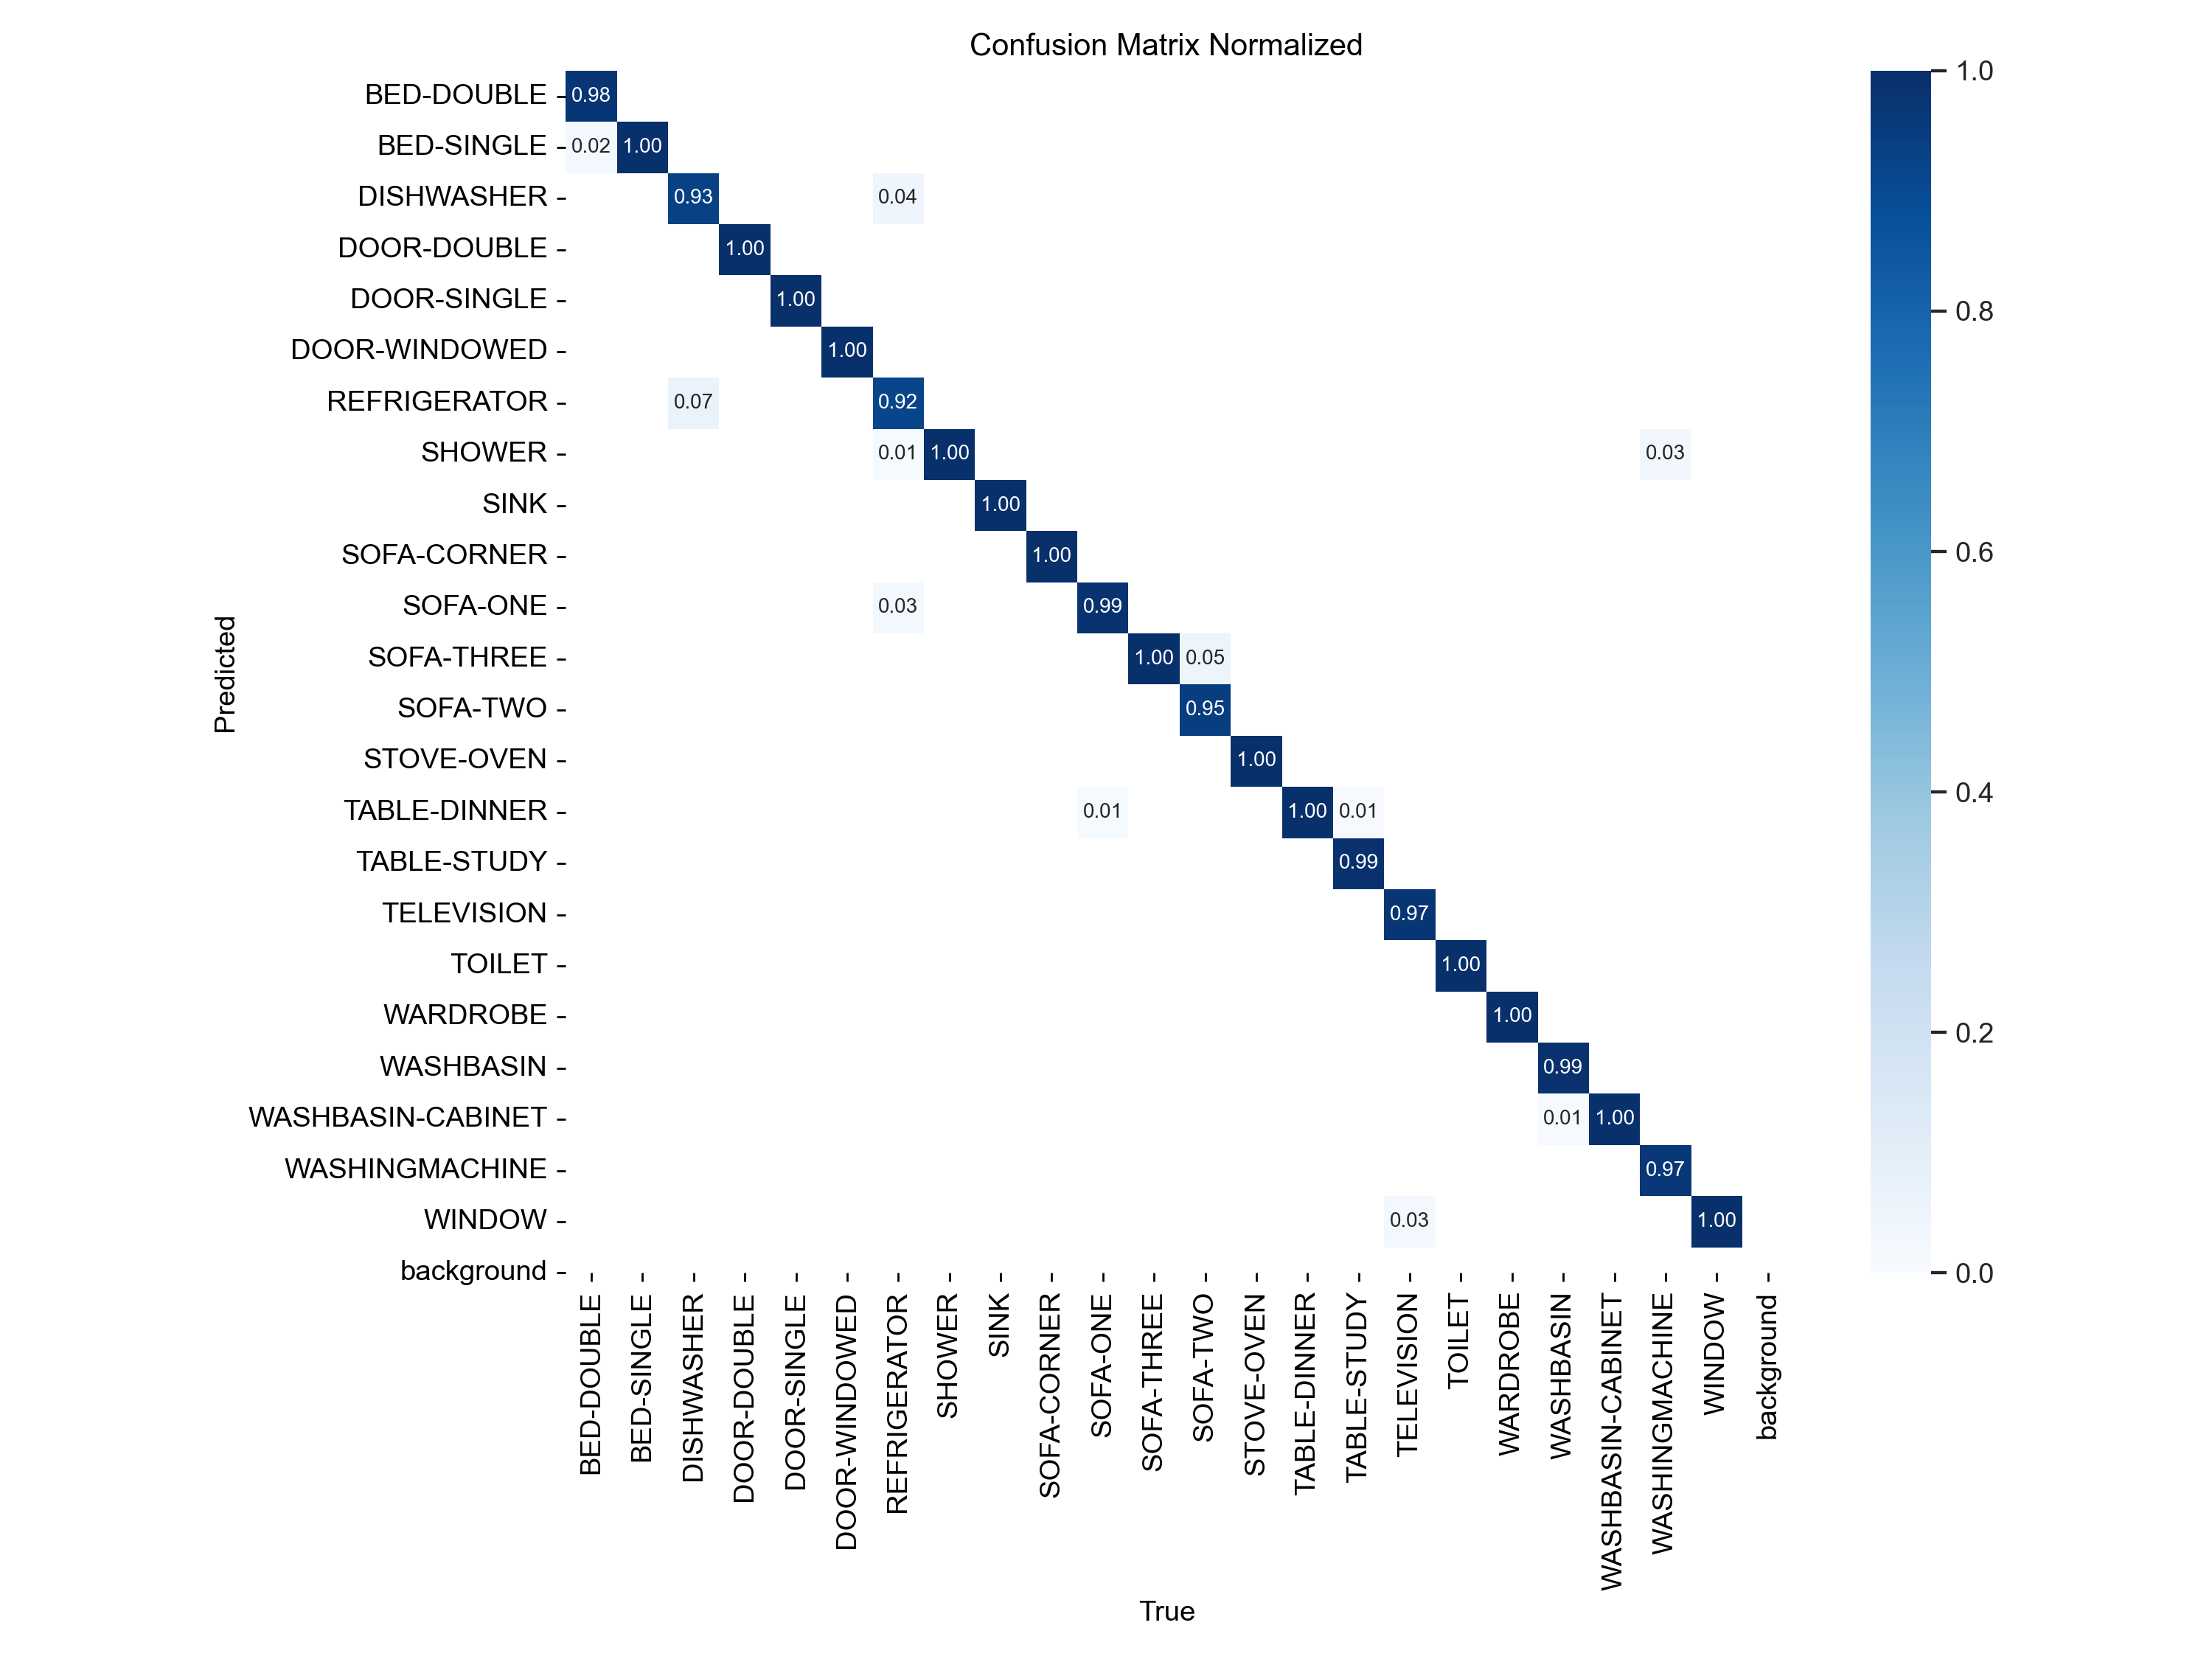 Confusion Matrix Normalized
BED-DOUBLE 0.98
BED-SINGLE 0.02 1.00
DISHWASHER 0.93 0.04
DOOR-DOUBLE 1.00
DOOR-SINGLE 1.00
DOOR-WINDOWED 1.00
REFRIGERATOR 0.07 0.92
SHOWER 0.01 1.00 0.03
SINK 1.00
SOFA-CORNER 1.00
SOFA-ONE 0.03 0.99
SOFA-THREE 1.00 0.05
SOFA-TWO 0.95
STOVE-OVEN 1.00
TABLE-DINNER 0.01 1.00 0.01
TABLE-STUDY 0.99
TELEVISION 0.97
TOILET 1.00
WARDROBE 1.00
WASHBASIN 0.99
WASHBASIN-CABINET 0.01 1.00
WASHINGMACHINE 0.97
WINDOW 0.03 1.00
background
Predicted
BED-DOUBLE
BED-SINGLE
DISHWASHER
DOOR-DOUBLE
DOOR-SINGLE
DOOR-WINDOWED
REFRIGERATOR
SHOWER
SINK
SOFA-CORNER
SOFA-ONE
SOFA-THREE
SOFA-TWO
STOVE-OVEN
TABLE-DINNER
TABLE-STUDY
TELEVISION
TOILET
WARDROBE
WASHBASIN
WASHBASIN-CABINET
WASHINGMACHINE
WINDOW
background
True
1.0
0.8
0.6
0.4
0.2
0.0